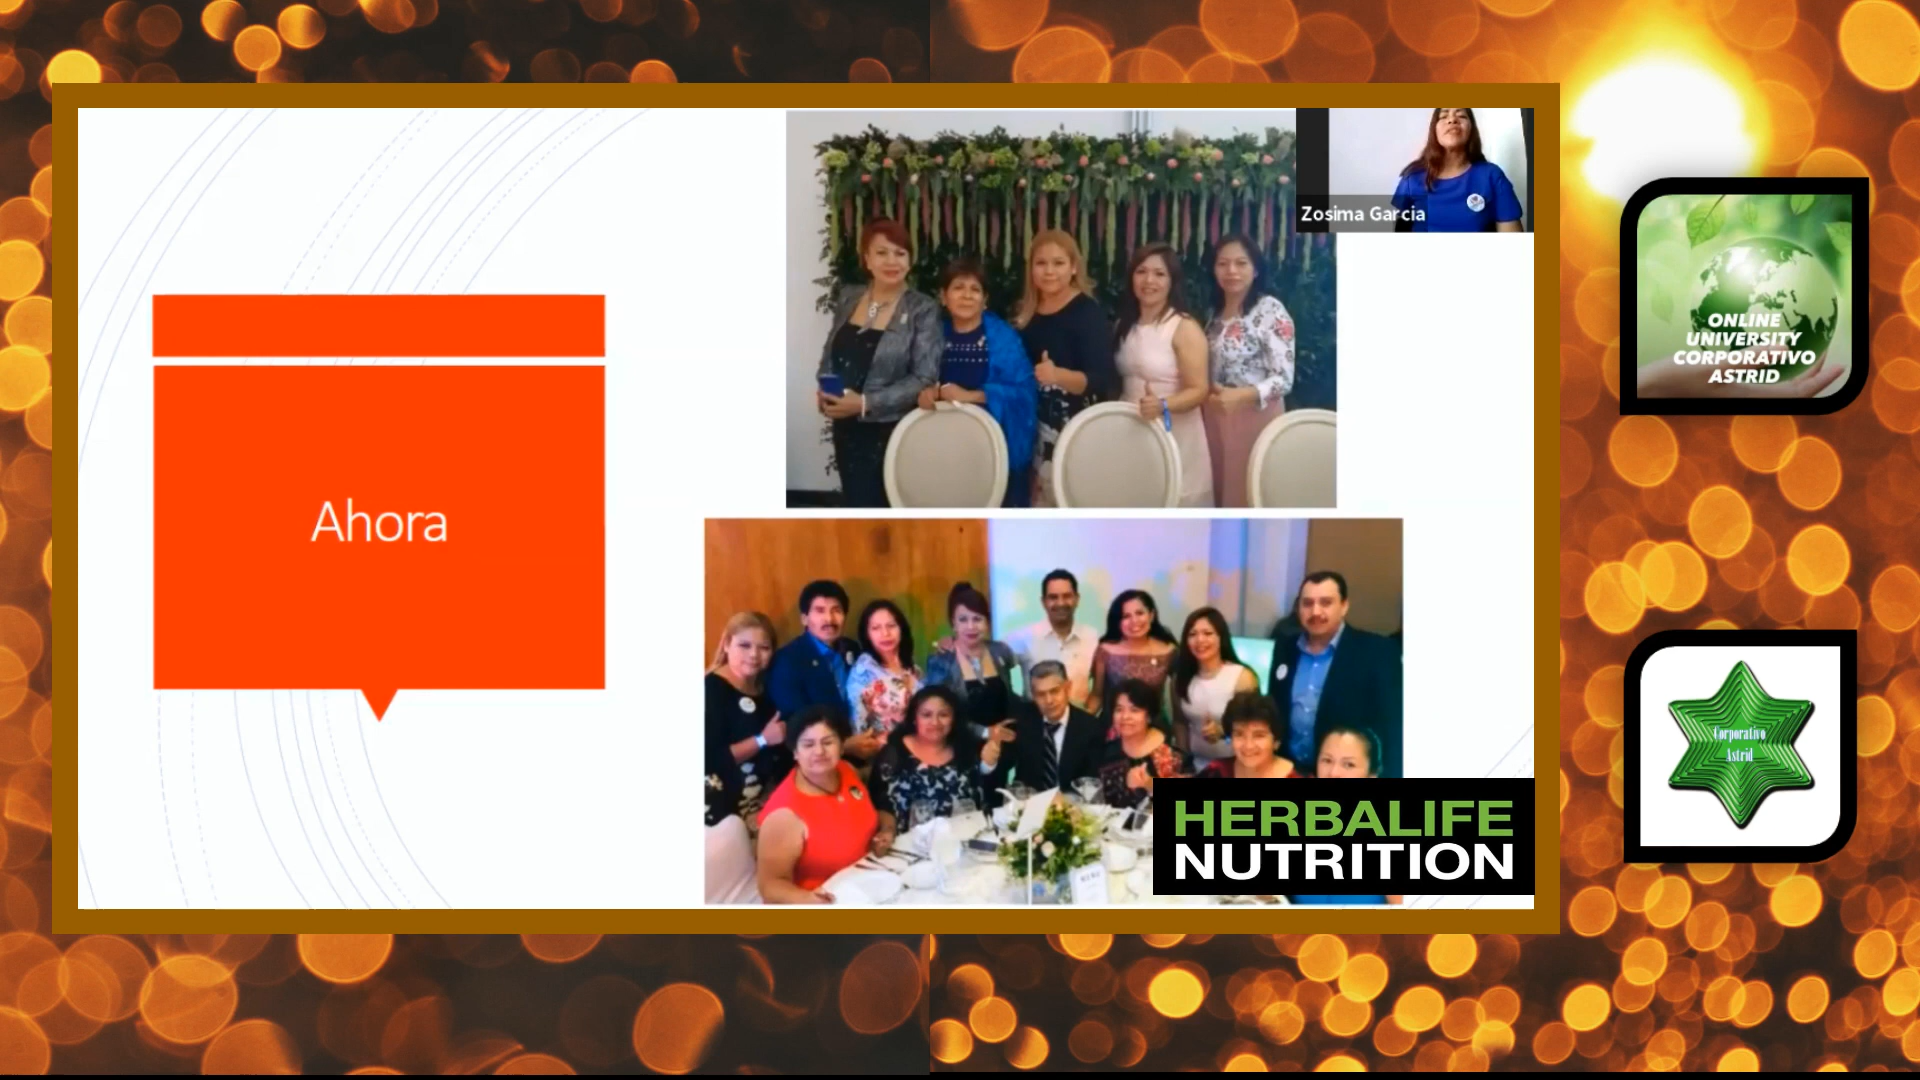 Ahora
Zosima Garcia
HERBALIFE
NUTRITION
ONLINE
UNIVERSITY
CORPORATIVO
ASTRID
Corporativo
Astrid